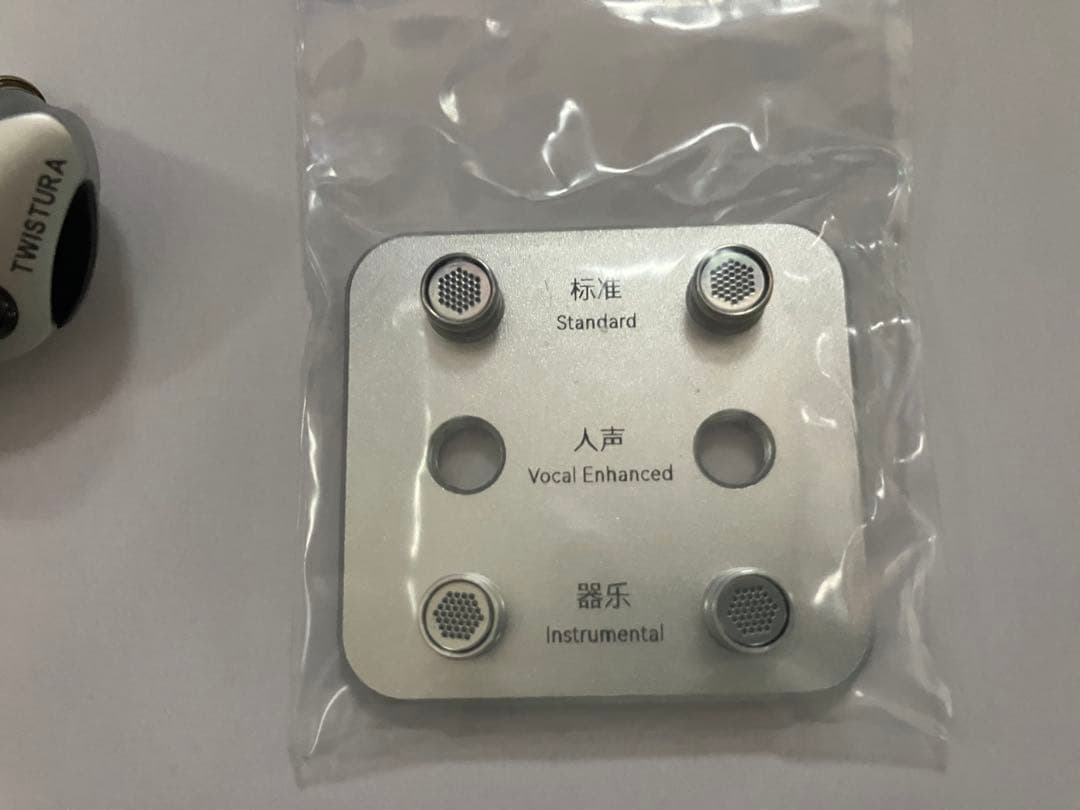 TWISTURA
标准
Standard
人声
Vocal Enhanced
器乐
Instrumental